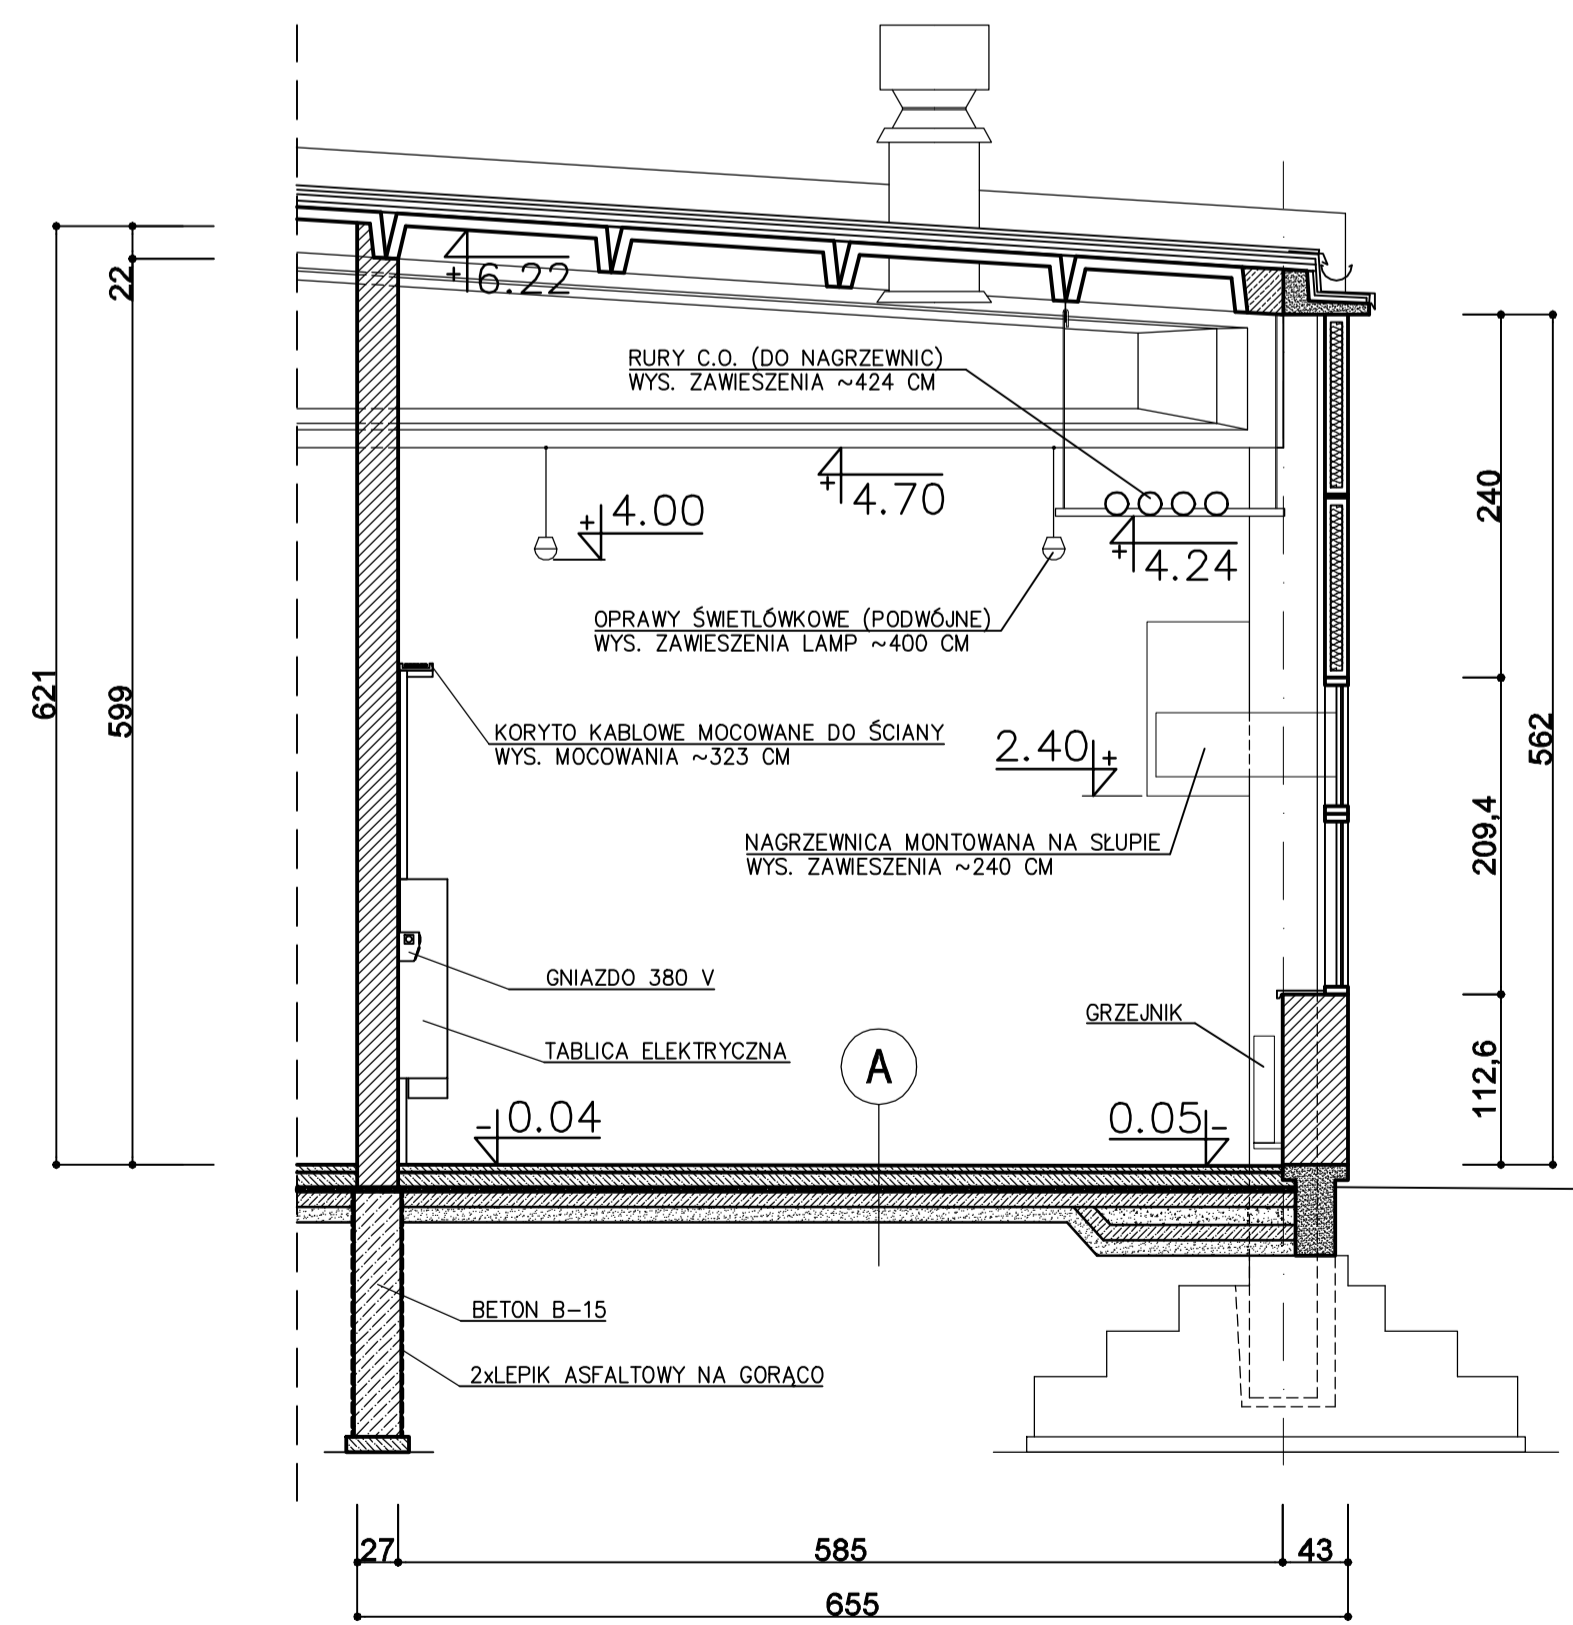 22
+6.22
RURY C.O. (DO NAGRZEWNIC)
WYS. ZAWIESZENIA ~424 CM
+4.70
+4.00
+4.24
240
OPRAWY ŚWIETLÓWKOWE (PODWÓJNE)
WYS. ZAWIESZENIA LAMP ~400 CM
621
599
KORYTO KABLOWE MOCOWANE DO ŚCIANY
WYS. MOCOWANIA ~323 CM
2.40+
562
209,4
NAGRZEWNICA MONTOWANA NA SŁUPIE
WYS. ZAWIESZENIA ~240 CM
GNIAZDO 380 V
GRZEJNIK
TABLICA ELEKTRYCZNA
A
112,6
-0.04
0.05-
BETON B-15
2xLEPIK ASFALTOWY NA GORĄCO
27
585
43
655